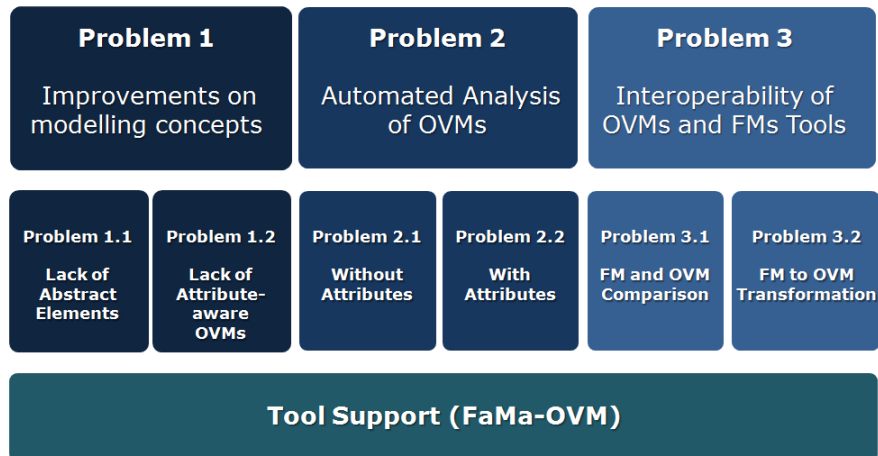 Problem 1
Improvements on
modelling concepts
Problem 2
Automated Analysis
of OVMs
Problem 3
Interoperability of
OVMs and FMs Tools
Problem 1.1
Lack of
Abstract
Elements
Problem 1.2
Lack of
Attribute-
aware
OVMs
Problem 2.1
Without
Attributes
Problem 2.2
With
Attributes
Problem 3.1
FM and OVM
Comparison
Problem 3.2
FM to OVM
Transformation
Tool Support (FaMa-OVM)